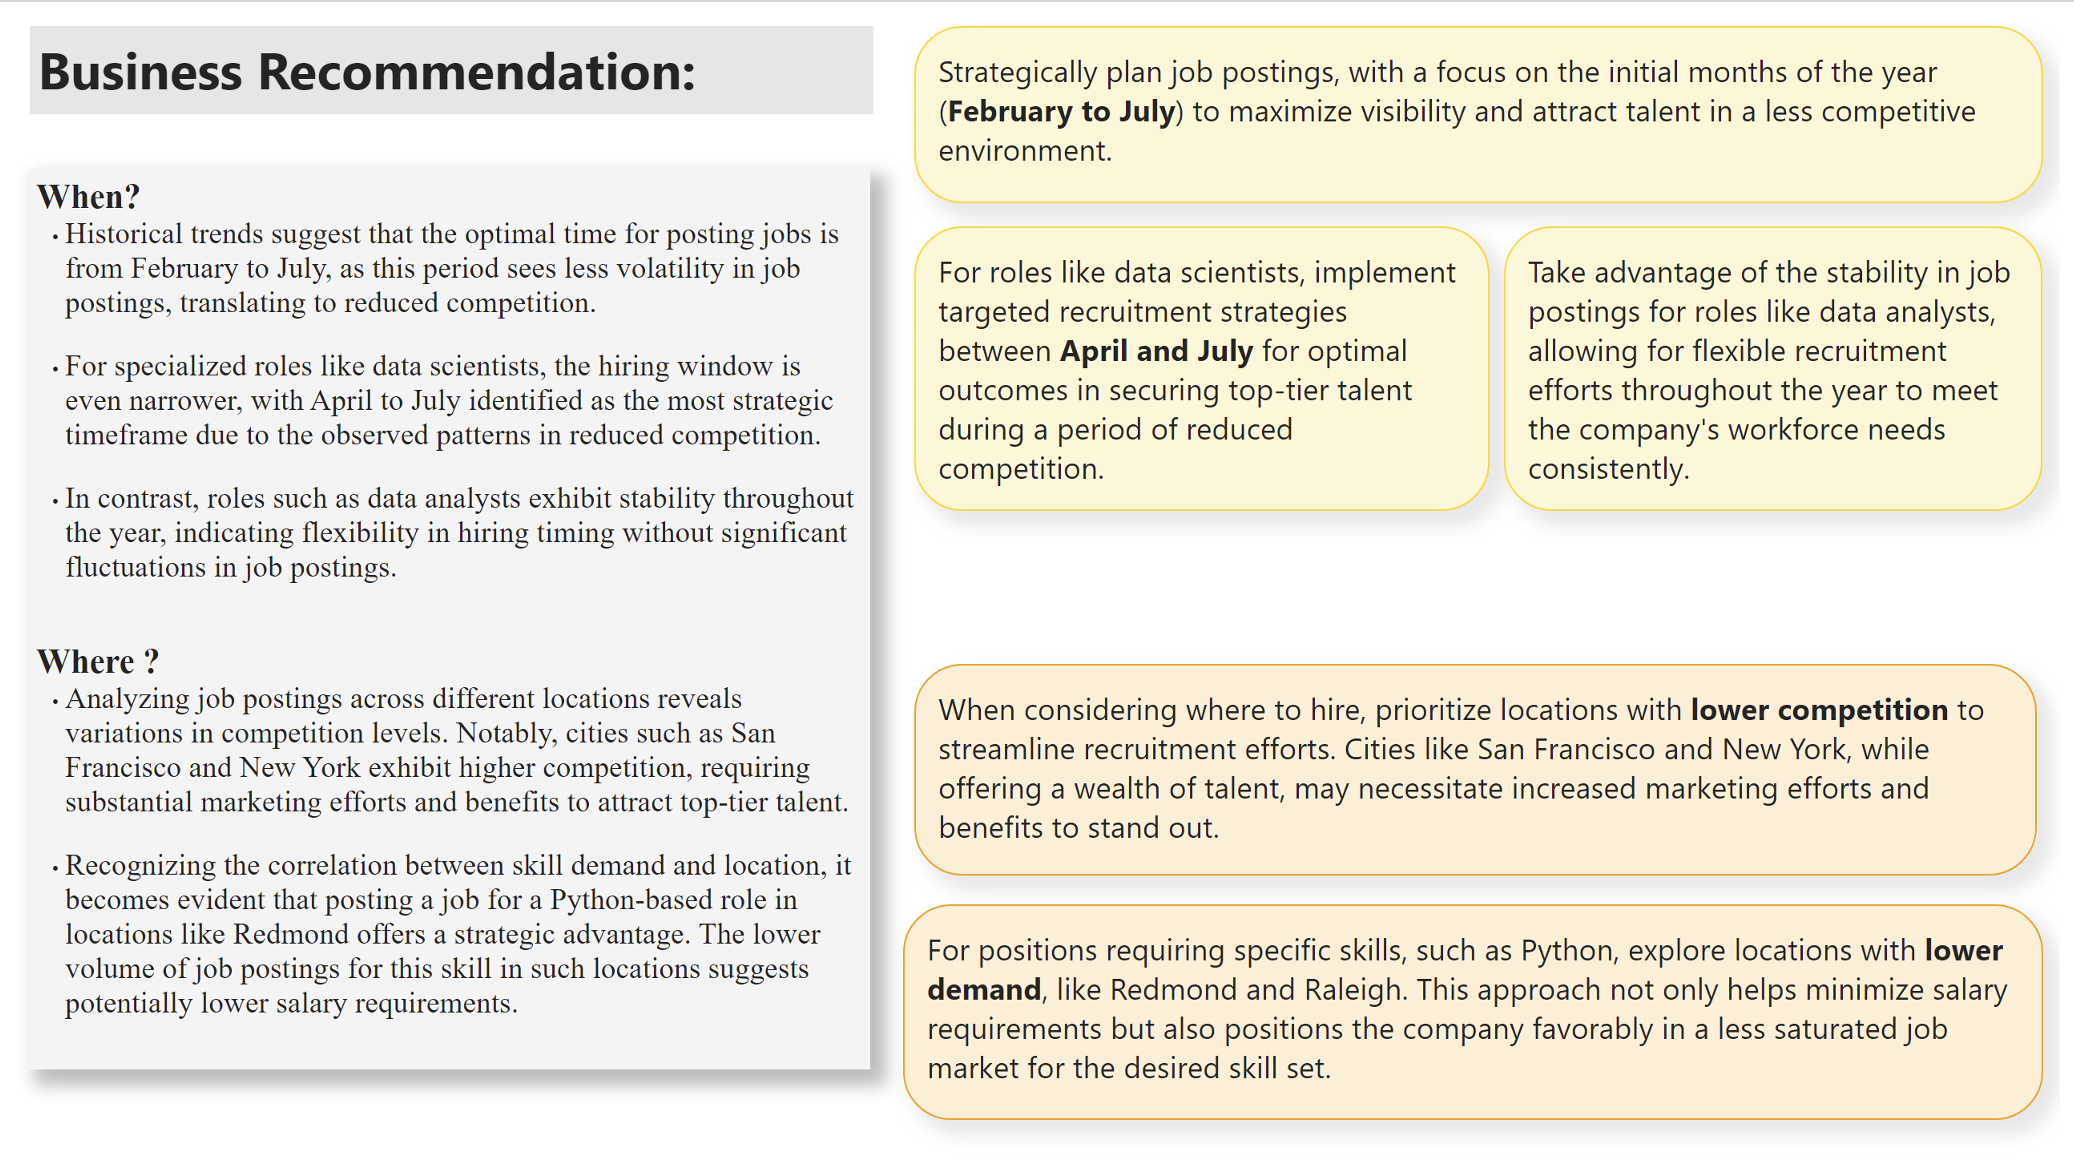 Business Recommendation:
When?
• Historical trends suggest that the optimal time for posting jobs is
from February to July, as this period sees less volatility in job
postings, translating to reduced competition.
• For specialized roles like data scientists, the hiring window is
even narrower, with April to July identified as the most strategic
timeframe due to the observed patterns in reduced competition.
• In contrast, roles such as data analysts exhibit stability throughout
the year, indicating flexibility in hiring timing without significant
fluctuations in job postings.
Where ?
• Analyzing job postings across different locations reveals
variations in competition levels. Notably, cities such as San
Francisco and New York exhibit higher competition, requiring
substantial marketing efforts and benefits to attract top-tier talent.
• Recognizing the correlation between skill demand and location, it
becomes evident that posting a job for a Python-based role in
locations like Redmond offers a strategic advantage. The lower
volume of job postings for this skill in such locations suggests
potentially lower salary requirements.
Strategically plan job postings, with a focus on the initial months of the year
(February to July) to maximize visibility and attract talent in a less competitive
environment.
For roles like data scientists, implement
targeted recruitment strategies
between April and July for optimal
outcomes in securing top-tier talent
during a period of reduced
competition.
Take advantage of the stability in job
postings for roles like data analysts,
allowing for flexible recruitment
efforts throughout the year to meet
the company's workforce needs
consistently.
When considering where to hire, prioritize locations with lower competition to
streamline recruitment efforts. Cities like San Francisco and New York, while
offering a wealth of talent, may necessitate increased marketing efforts and
benefits to stand out.
For positions requiring specific skills, such as Python, explore locations with lower
demand, like Redmond and Raleigh. This approach not only helps minimize salary
requirements but also positions the company favorably in a less saturated job
market for the desired skill set.